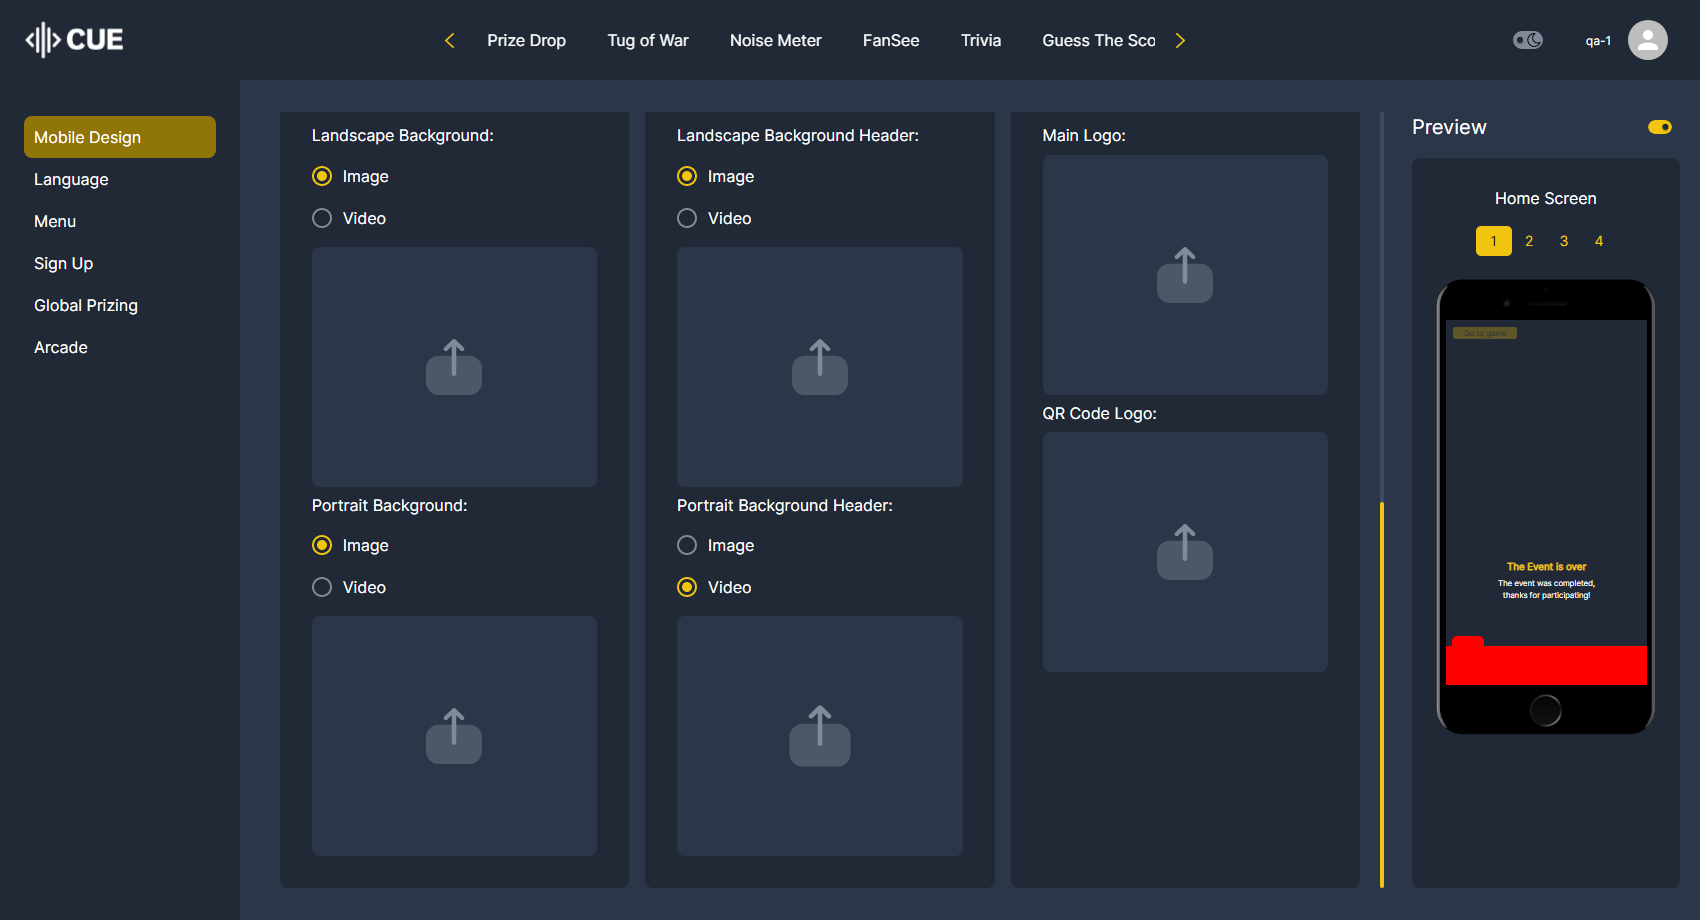 CUE
Prize Drop
Tug of War
Noise Meter
FanSee
Trivia
Guess The Sco
qa-1
Mobile Design
Language
Menu
Sign Up
Global Prizing
Arcade
Landscape Background:
Image
Video
Portrait Background:
Image
Video
Landscape Background Header:
Image
Video
Portrait Background Header:
Image
Video
Main Logo:
QR Code Logo:
Preview
Home Screen
1 2 3 4
Go to game
The Event is over
The event was completed,
thanks for participating!